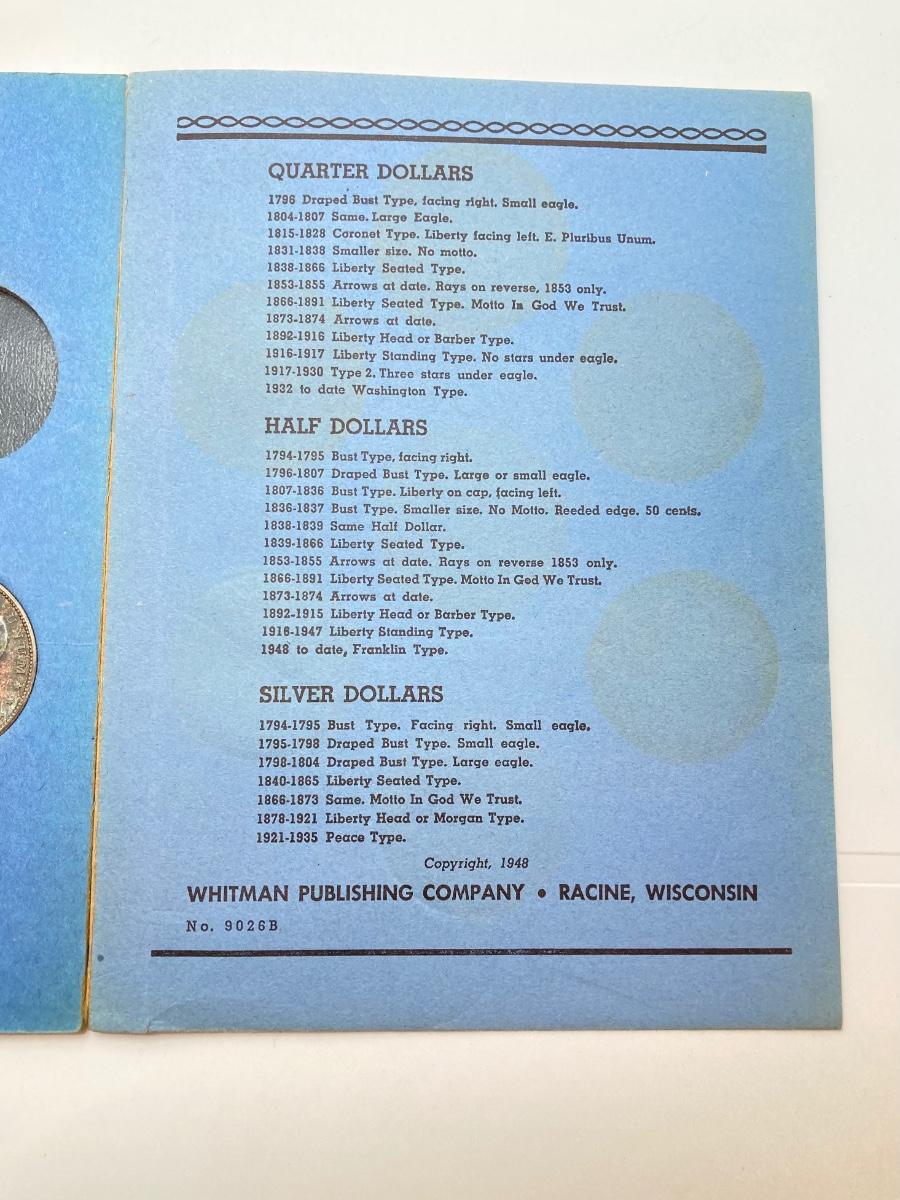 QUARTER DOLLARS
1796 Draped Bust Type, facing right. Small eagle.
1804-1807 Same. Large Eagle.
1815-1828 Coronet Type. Liberty facing left. E. Pluribus Unum.
1831-1838 Smaller size. No motto.
1838-1866 Liberty Seated Type.
1853-1855 Arrows at date. Rays on reverse, 1853 only.
1866-1891 Liberty Seated Type. Motto In God We Trust.
1873-1874 Arrows at date.
1892-1916 Liberty Head or Barber Type.
1916-1917 Liberty Standing Type. No stars under eagle.
1917-1930 Type 2. Three stars under eagle.
1932 to date Washington Type.
HALF DOLLARS
1794-1795 Bust Type, facing right.
1796-1807 Draped Bust Type. Large or small eagle.
1807-1836 Bust Type. Liberty on cap, facing left.
1836-1837 Bust Type. Smaller size. No Motto. Reeded edge. 50 cents.
1838-1839 Same Half Dollar.
1839-1866 Liberty Seated Type.
1853-1855 Arrows at date. Rays on reverse 1853 only.
1866-1891 Liberty Seated Type. Motto In God We Trust.
1873-1874 Arrows at date.
1892-1915 Liberty Head or Barber Type.
1916-1947 Liberty Standing Type.
1948 to date, Franklin Type.
SILVER DOLLARS
1794-1795 Bust Type. Facing right. Small eagle.
1795-1798 Draped Bust Type. Small eagle.
1798-1804 Draped Bust Type. Large eagle.
1840-1865 Liberty Seated Type.
1866-1873 Same. Motto In God We Trust.
1878-1921 Liberty Head or Morgan Type.
1921-1935 Peace Type.
Copyright, 1948
WHITMAN PUBLISHING COMPANY • RACINE, WISCONSIN
No. 9026B